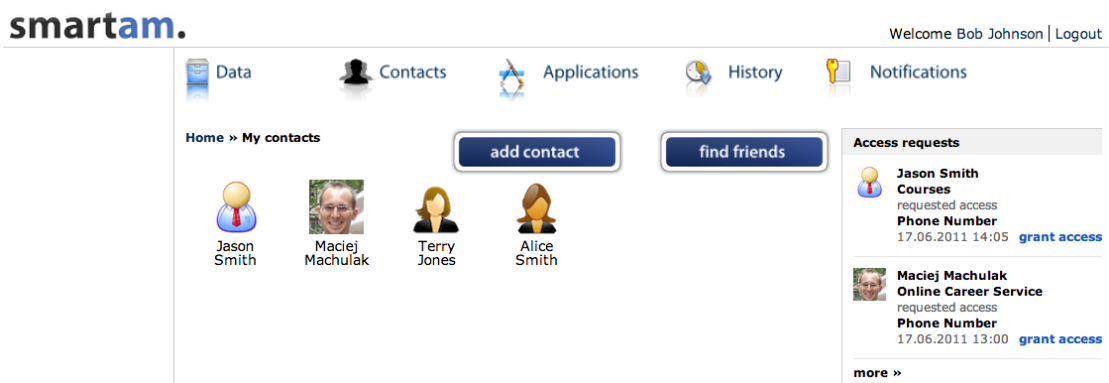 smartam.
Welcome Bob Johnson | Logout
Data Contacts Applications History Notifications
Home » My contacts
add contact
find friends
Jason
Smith
Maciej
Machulak
Terry
Jones
Alice
Smith
Access requests
Jason Smith
Courses
requested access
Phone Number
17.06.2011 14:05 grant access
Maciej Machulak
Online Career Service
requested access
Phone Number
17.06.2011 13:00 grant access
more »